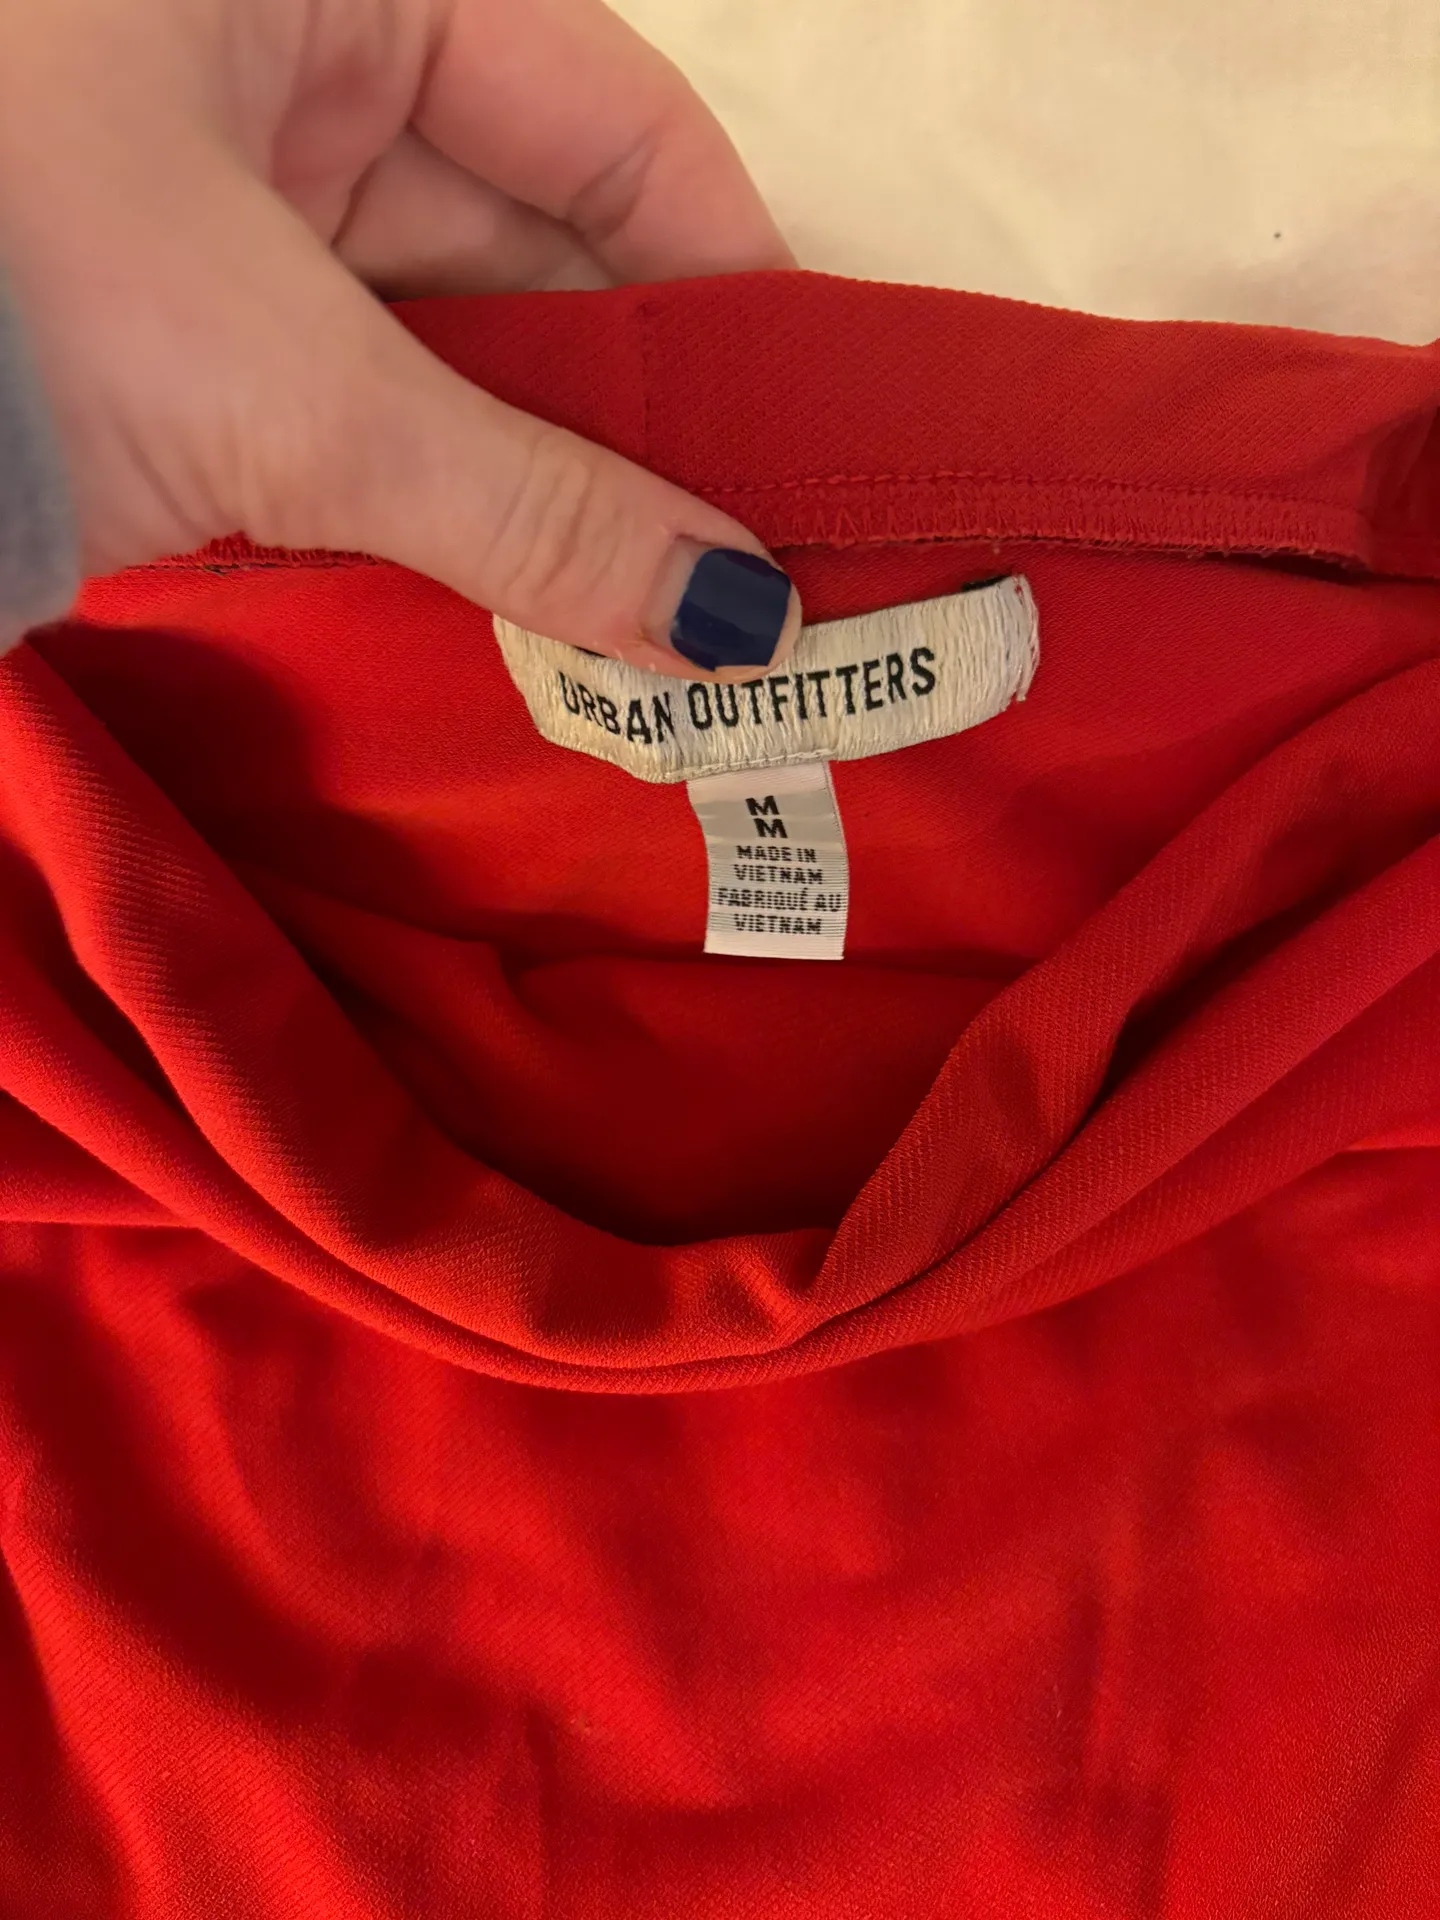 URBAN OUTFITTERS
M
M
MADE IN
VIETNAM
FABRIQUÉ AU
VIETNAM